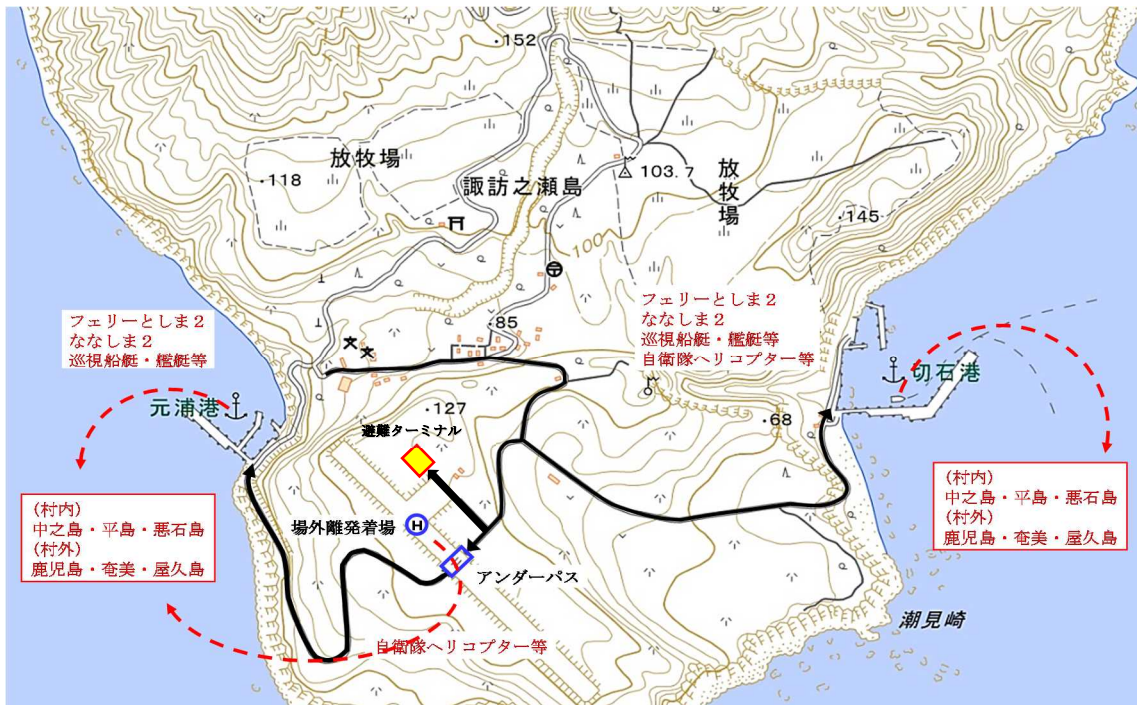 ・152
放牧場
・118
諏訪之瀬島
103.7
放牧場
・145
100
フェリーとしま2
ななしま2
巡視船艇・艦艇等
・85
フェリーとしま2
ななしま2
巡視船艇・艦艇等
自衛隊ヘリコプター等
元浦港
切石港
・127
避難ターミナル
・68
(村内)
中之島・平島・悪石島
(村外)
鹿児島・奄美・屋久島
場外離発着場
H
アンダーパス
(村内)
中之島・平島・悪石島
(村外)
鹿児島・奄美・屋久島
自衛隊ヘリコプター等
潮見崎